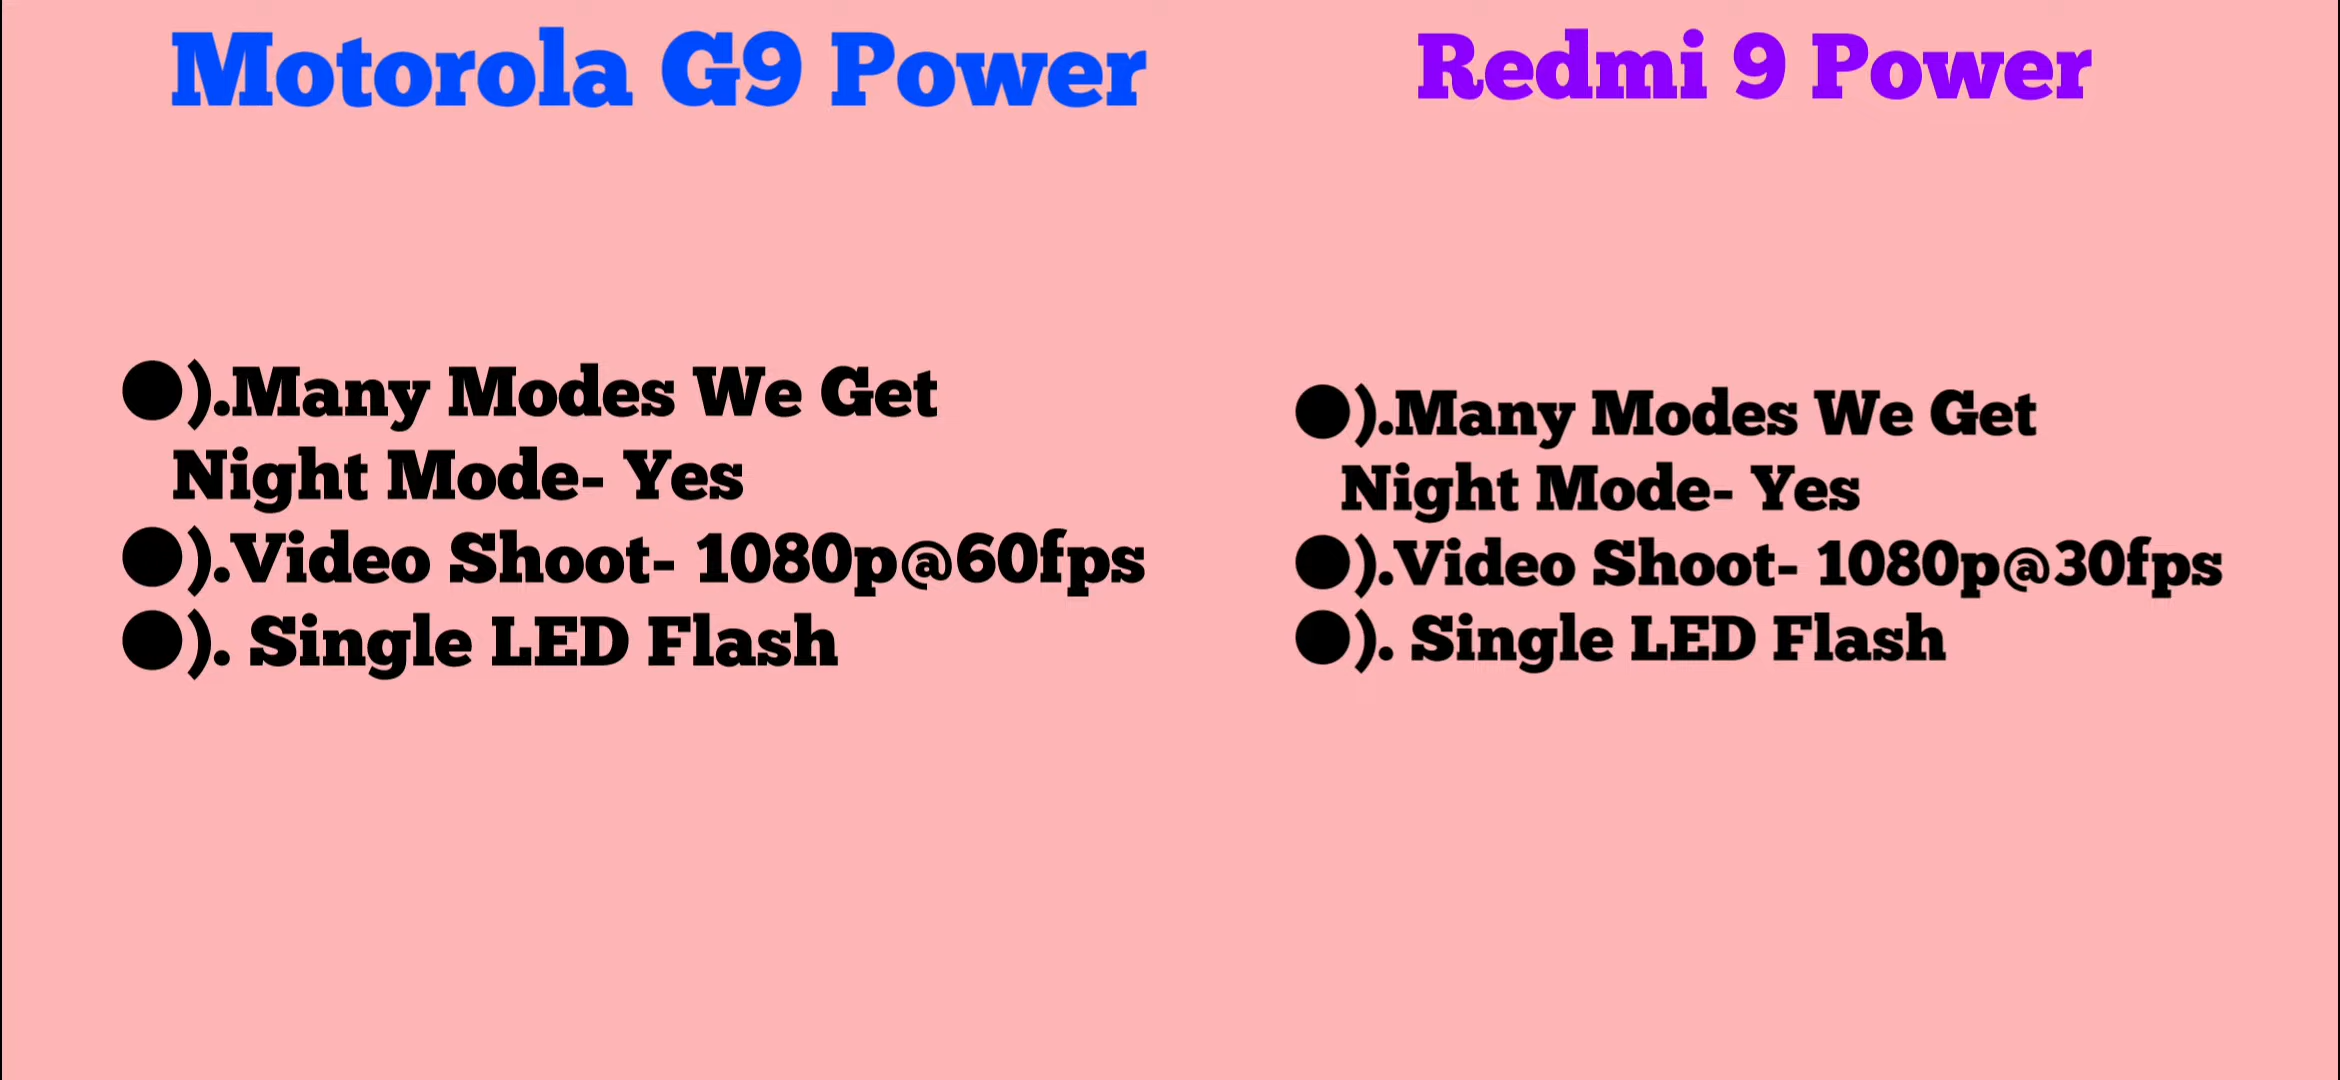 Motorola G9 Power
●).Many Modes We Get
Night Mode- Yes
●).Video Shoot- 1080p@60fps
●). Single LED Flash
Redmi 9 Power
●).Many Modes We Get
Night Mode- Yes
●).Video Shoot- 1080p@30fps
●). Single LED Flash